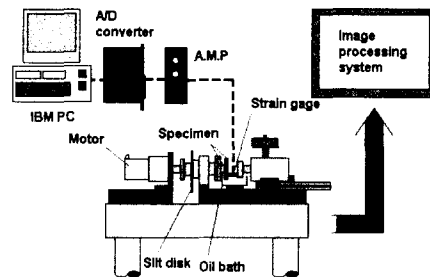 A/D
converter
A.M.P
IBM PC
Image
processing
system
Strain gage
Specimen
Motor
Slit disk
Oil bath